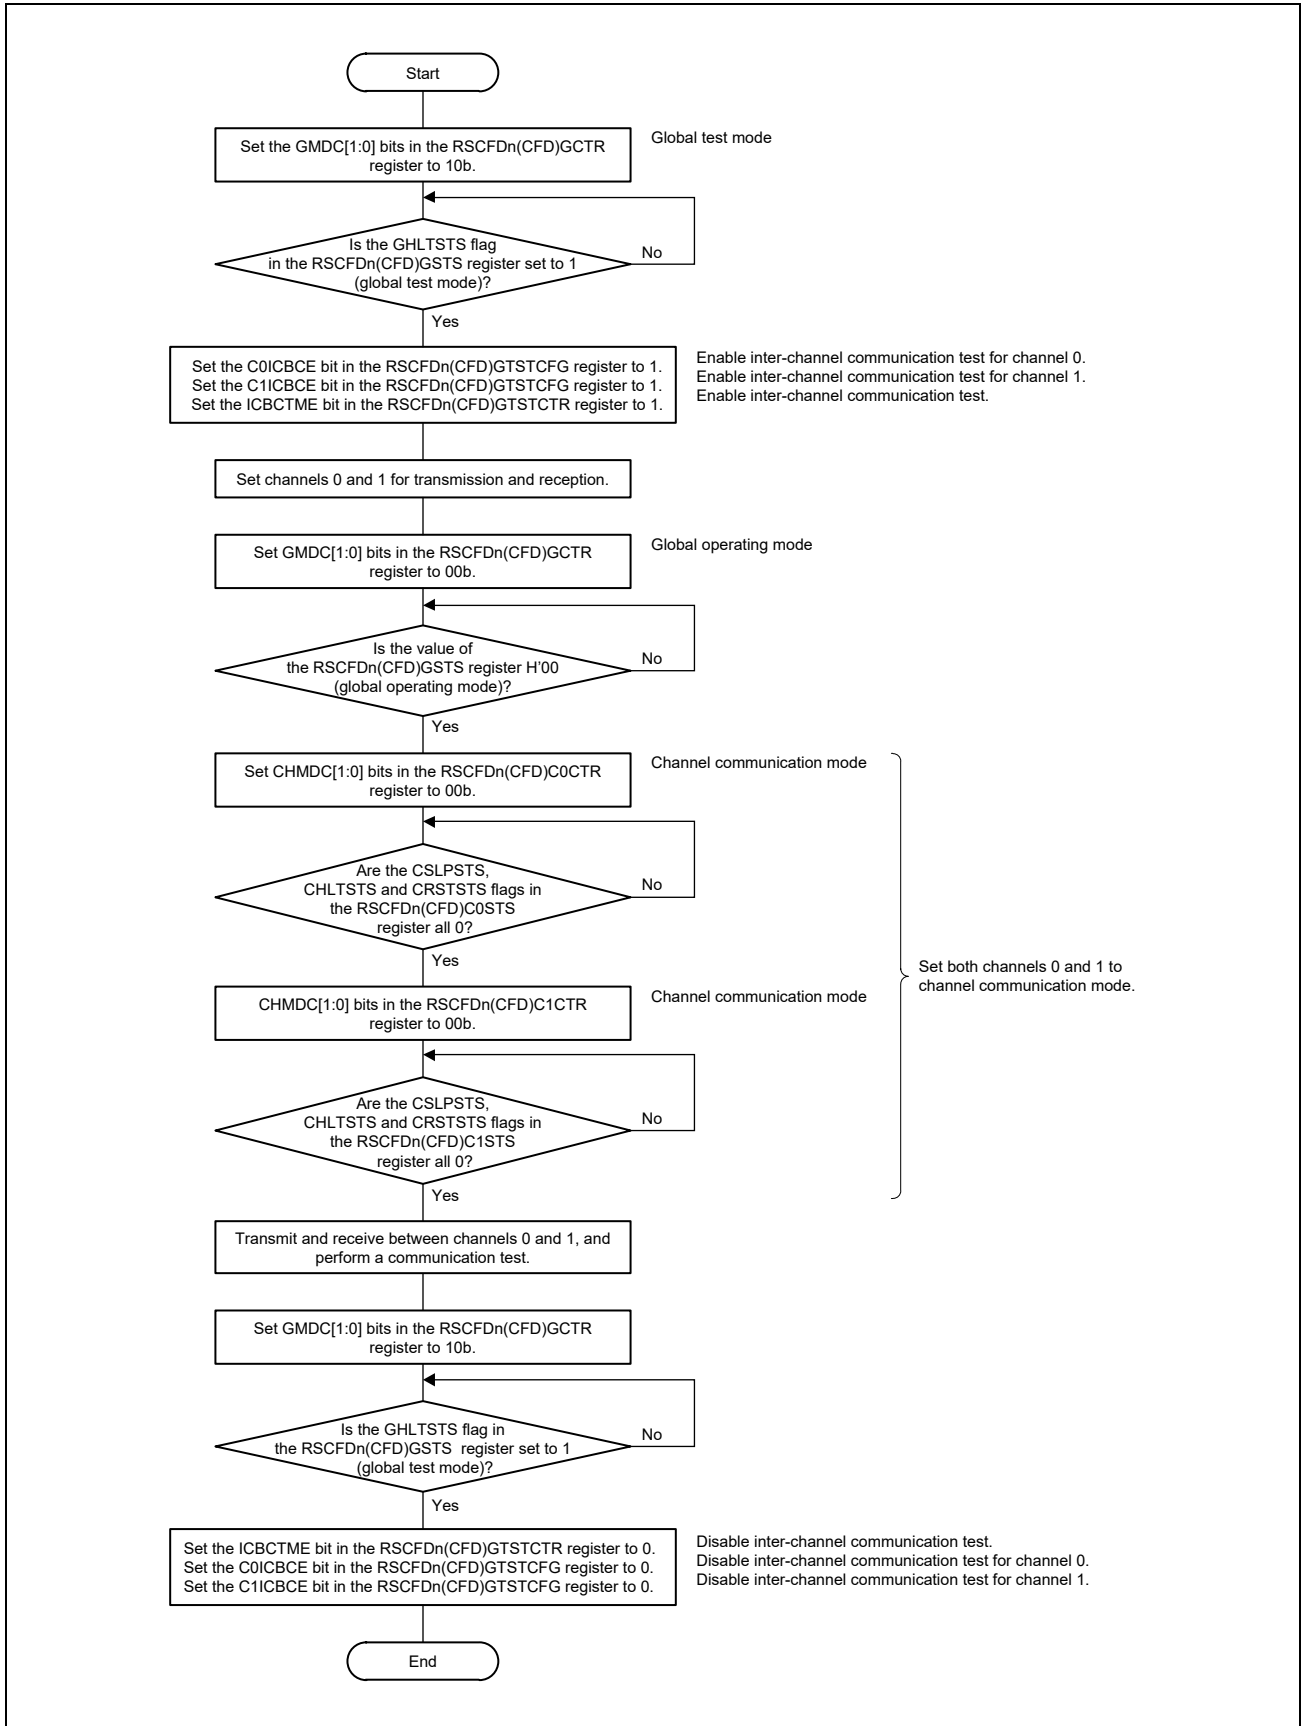 Start
Set the GMDC[1:0] bits in the RSCFDn(CFD)GCTR
register to 10b.
Global test mode
Is the GHLTSTS flag
in the RSCFDn(CFD)GSTS register set to 1
(global test mode)?
No
Yes
Set the C0ICBCE bit in the RSCFDn(CFD)GTSTCFG register to 1.
Set the C1ICBCE bit in the RSCFDn(CFD)GTSTCFG register to 1.
Set the ICBCTME bit in the RSCFDn(CFD)GTSTCTR register to 1.
Enable inter-channel communication test for channel 0.
Enable inter-channel communication test for channel 1.
Enable inter-channel communication test.
Set channels 0 and 1 for transmission and reception.
Set GMDC[1:0] bits in the RSCFDn(CFD)GCTR
register to 00b.
Global operating mode
Is the value of
the RSCFDn(CFD)GSTS register H'00
(global operating mode)?
No
Yes
Set CHMDC[1:0] bits in the RSCFDn(CFD)C0CTR
register to 00b.
Channel communication mode
Are the CSLPSTS,
CHLTSTS and CRSTSTS flags in
the RSCFDn(CFD)C0STS
register all 0?
No
Yes
CHMDC[1:0] bits in the RSCFDn(CFD)C1CTR
register to 00b.
Channel communication mode
Set both channels 0 and 1 to
channel communication mode.
Are the CSLPSTS,
CHLTSTS and CRSTSTS flags in
the RSCFDn(CFD)C1STS
register all 0?
No
Yes
Transmit and receive between channels 0 and 1, and
perform a communication test.
Set GMDC[1:0] bits in the RSCFDn(CFD)GCTR
register to 10b.
Is the GHLTSTS flag in
the RSCFDn(CFD)GSTS register set to 1
(global test mode)?
No
Yes
Set the ICBCTME bit in the RSCFDn(CFD)GTSTCTR register to 0.
Set the C0ICBCE bit in the RSCFDn(CFD)GTSTCFG register to 0.
Set the C1ICBCE bit in the RSCFDn(CFD)GTSTCFG register to 0.
Disable inter-channel communication test.
Disable inter-channel communication test for channel 0.
Disable inter-channel communication test for channel 1.
End